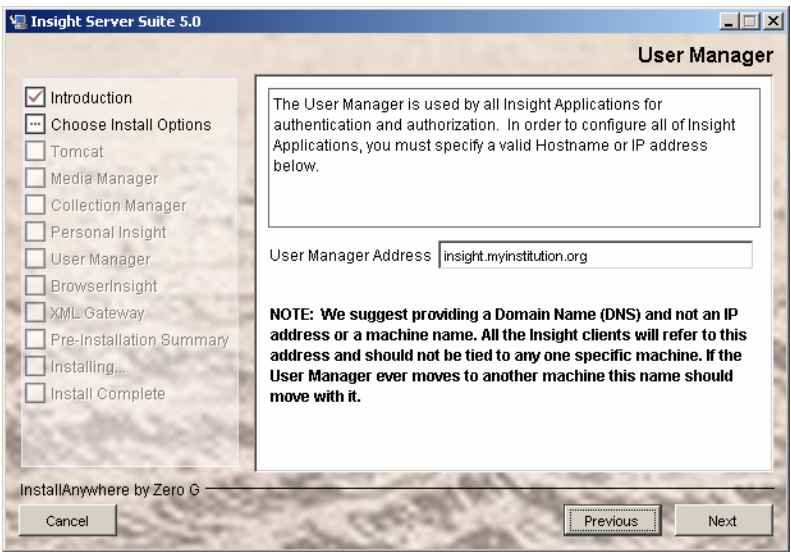 Insight Server Suite 5.0
User Manager
Introduction
Choose Install Options
Tomcat
Media Manager
Collection Manager
Personal Insight
User Manager
BrowserInsight
XML Gateway
Pre-Installation Summary
Installing...
Install Complete
The User Manager is used by all Insight Applications for
authentication and authorization.  In order to configure all of Insight
Applications, you must specify a valid Hostname or IP address
below.
User Manager Address insight.myinstitution.org
NOTE:  We suggest providing a Domain Name (DNS) and not an IP
address or a machine name. All the Insight clients will refer to this
address and should not be tied to any one specific machine. If the
User Manager ever moves to another machine this name should
move with it.
InstallAnywhere by Zero G
Cancel
Previous
Next